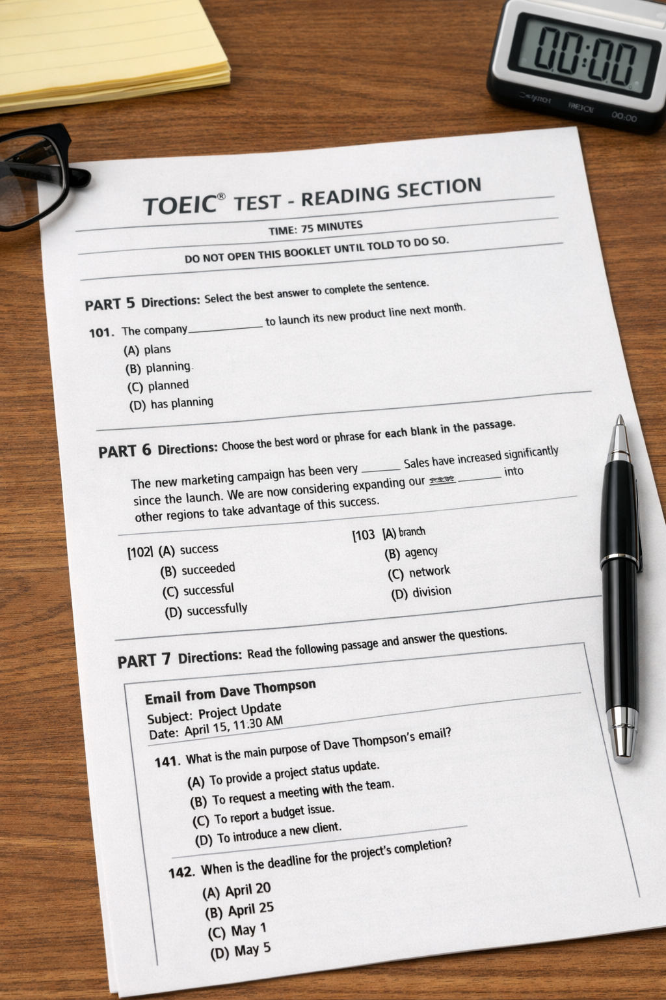 00:00
00:00
TOEIC® TEST - READING SECTION
TIME: 75 MINUTES
DO NOT OPEN THIS BOOKLET UNTIL TOLD TO DO SO.
PART 5 Directions: Select the best answer to complete the sentence.
101. The company____________ to launch its new product line next month.
(A) plans
(B) planning.
(C) planned
(D) has planning
PART 6 Directions: Choose the best word or phrase for each blank in the passage.
The new marketing campaign has been very ______ Sales have increased significantly
since the launch. We are now considering expanding our _______ into
other regions to take advantage of this success.
[102] (A) success
(B) succeeded
(C) successful
(D) successfully
[103 [A) branch
(B) agency
(C) network
(D) division
PART 7 Directions: Read the following passage and answer the questions.
Email from Dave Thompson
Subject: Project Update
Date: April 15, 11:30 AM
141. What is the main purpose of Dave Thompson's email?
(A) To provide a project status update.
(B) To request a meeting with the team.
(C) To report a budget issue.
(D) To introduce a new client.
142. When is the deadline for the project's completion?
(A) April 20
(B) April 25
(C) May 1
(D) May 5